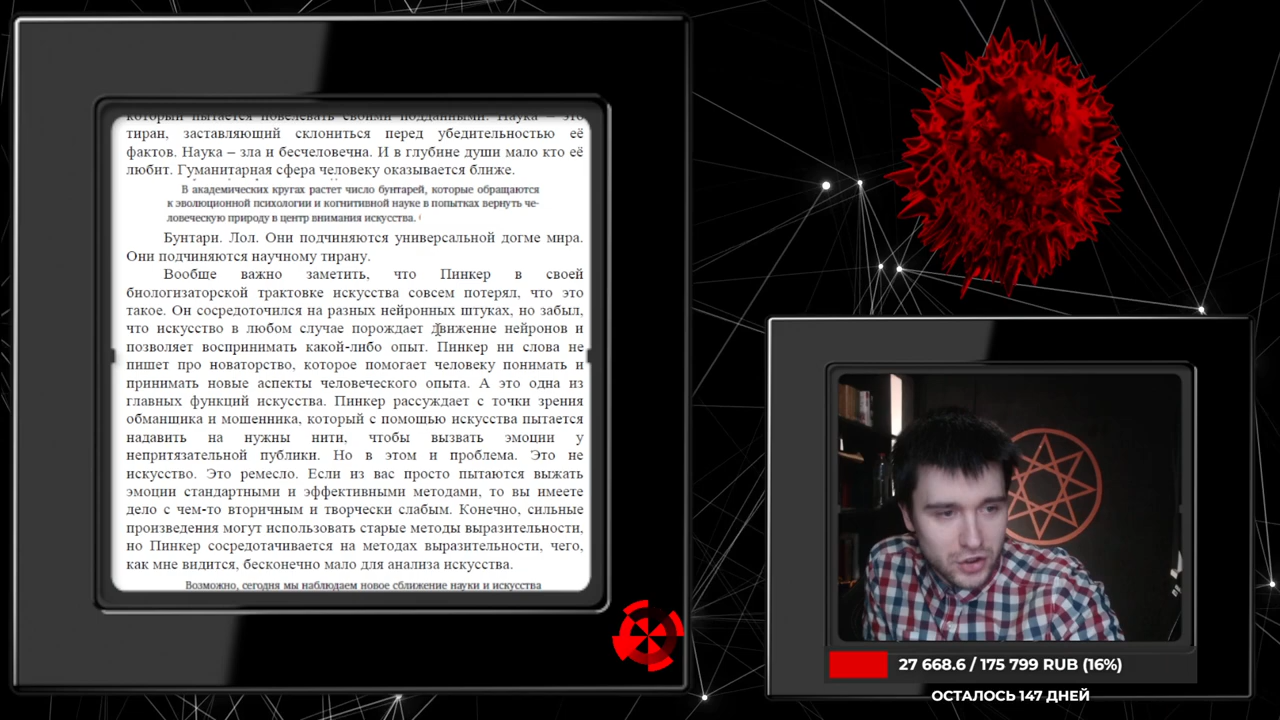 который пытается повелевать своими подданными. Наука – это
тиран, заставляющий склониться перед убедительностью её
фактов. Наука – зла и бесчеловечна. И в глубине души мало кто её
любит. Гуманитарная сфера человеку оказывается ближе.
В академических кругах растет число бунтарей, которые обращаются
к эволюционной психологии и когнитивной науке в попытках вернуть че-
ловеческую природу в центр внимания искусства.
Бунтари. Лол. Они подчиняются универсальной догме мира.
Они подчиняются научному тирану.
Вообще важно заметить, что Пинкер в своей
биологизаторской трактовке искусства совсем потерял, что это
такое. Он сосредоточился на разных нейронных штуках, но забыл,
что искусство в любом случае порождает движение нейронов и
позволяет воспринимать какой-либо опыт. Пинкер ни слова не
пишет про новаторство, которое помогает человеку понимать и
принимать новые аспекты человеческого опыта. А это одна из
главных функций искусства. Пинкер рассуждает с точки зрения
обманщика и мошенника, который с помощью искусства пытается
надавить на нужны нити, чтобы вызвать эмоции у
непритязательной публики. Но в этом и проблема. Это не
искусство. Это ремесло. Если из вас просто пытаются выжать
эмоции стандартными и эффективными методами, то вы имеете
дело с чем-то вторичным и творчески слабым. Конечно, сильные
произведения могут использовать старые методы выразительности,
но Пинкер сосредотачивается на методах выразительности, чего,
как мне видится, бесконечно мало для анализа искусства.
Возможно, сегодня мы наблюдаем новое сближение науки и искусства
27 668.6 / 175 799 RUB (16%)
ОСТАЛОСЬ 147 ДНЕЙ